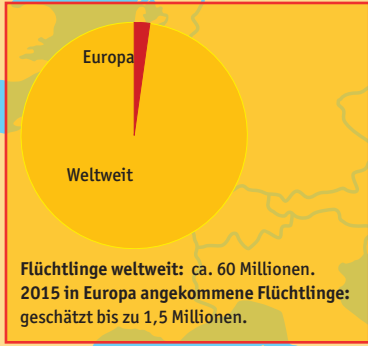 Europa
Weltweit
Flüchtlinge weltweit: ca. 60 Millionen.
2015 in Europa angekommene Flüchtlinge:
geschätzt bis zu 1,5 Millionen.